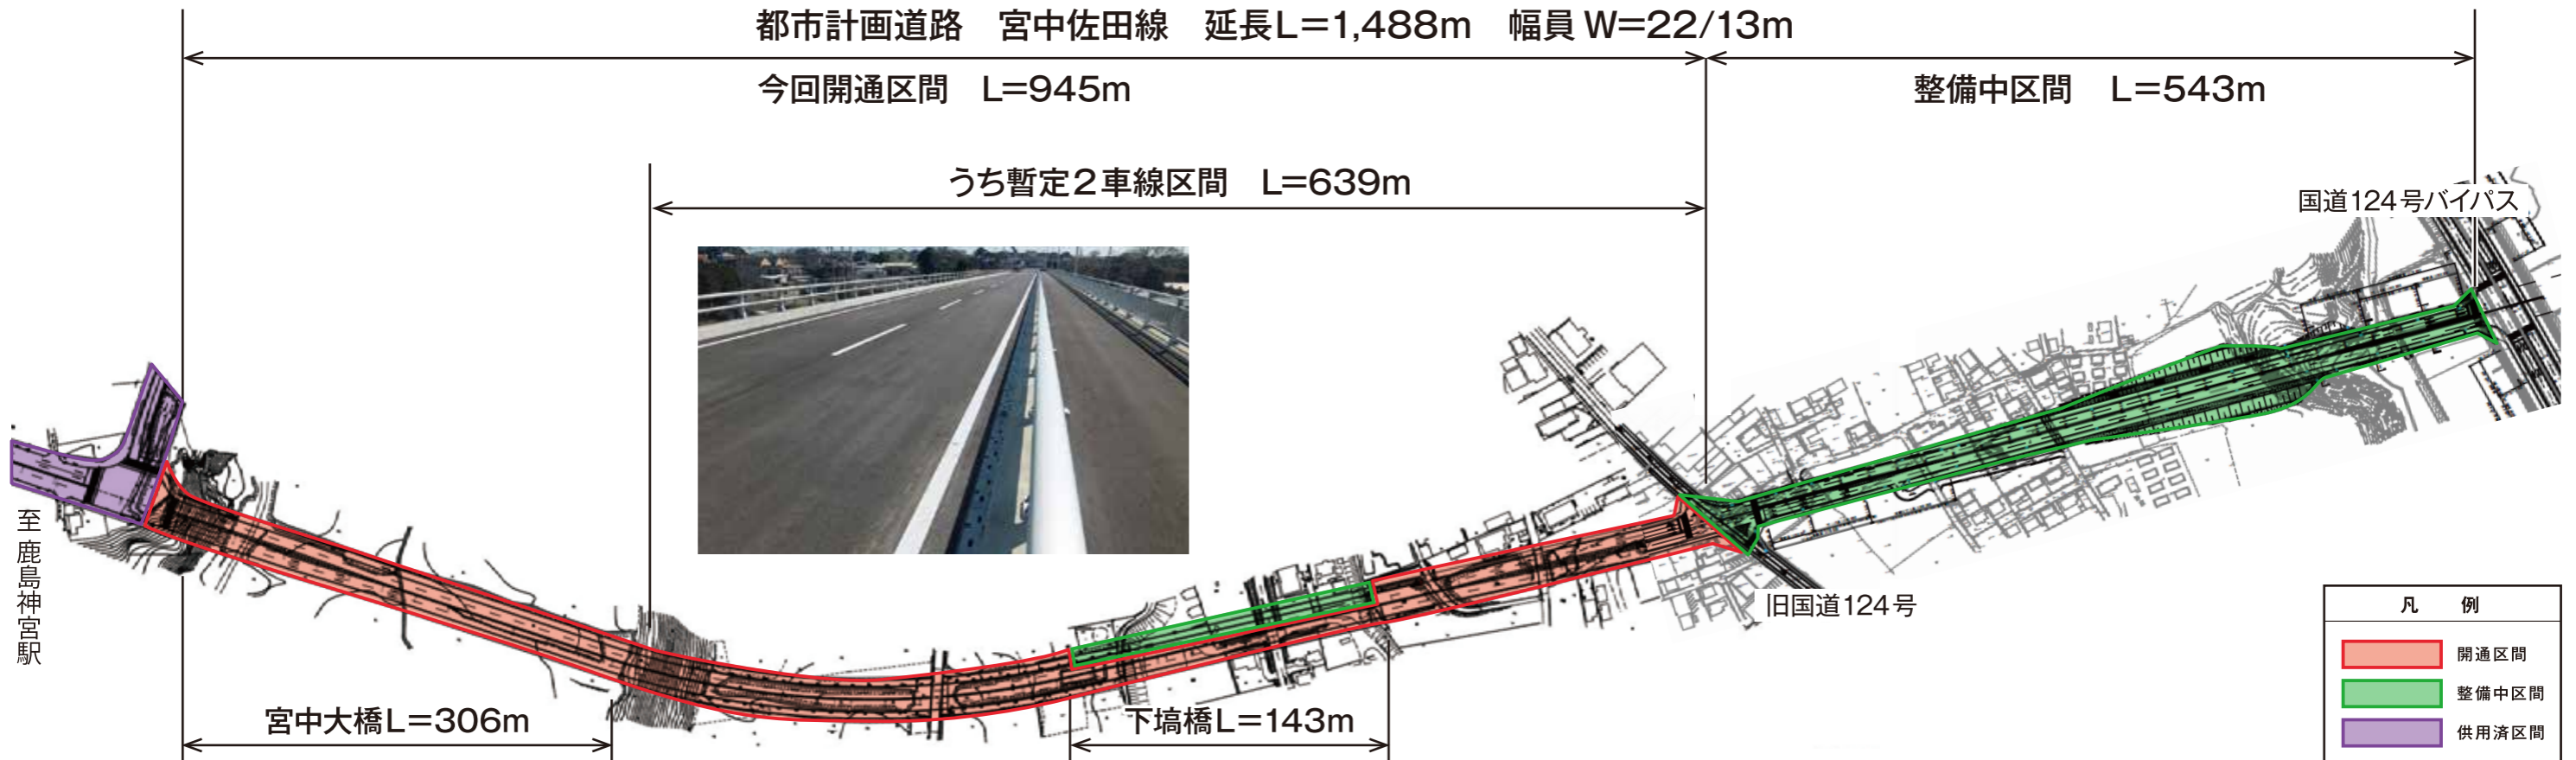 都市計画道路　宮中佐田線　延長L=1,488m　幅員 W=22/13m
今回開通区間　L=945m
整備中区間　L=543m
うち暫定2車線区間　L=639m
国道124号バイパス
至 鹿島神宮駅
旧国道124号
宮中大橋L=306m
下塙橋L=143m
凡　例
開通区間
整備中区間
供用済区間